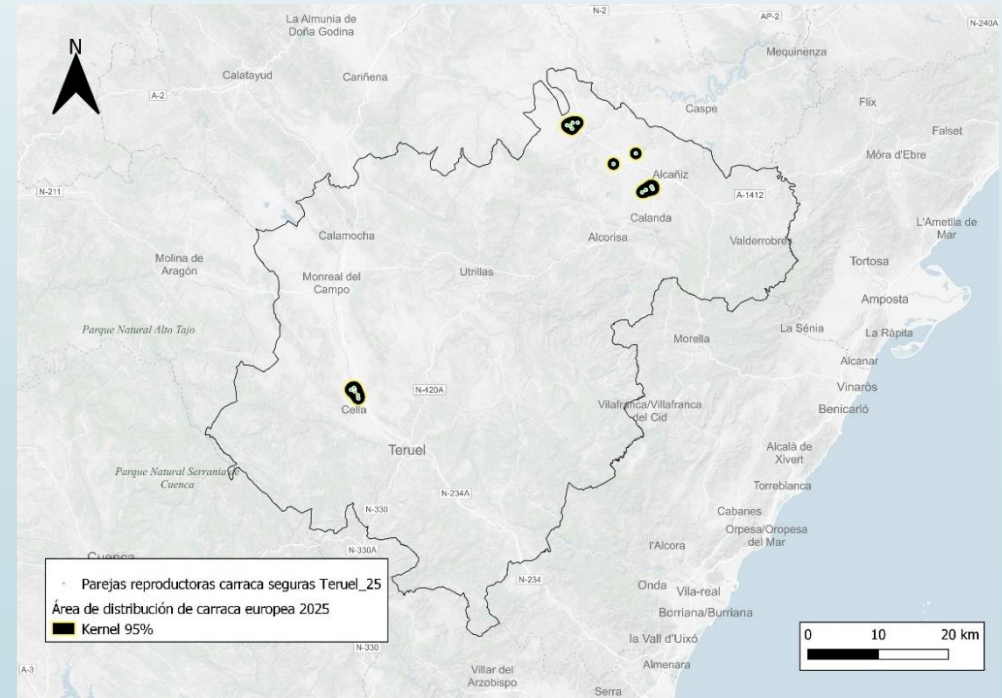 N-2
AP-2
N-240A
La Almunia de
Doña Godina
N
Mequinenza
Calatayud
Cariñena
A-2
Caspe
Flix
Falset
Móra d'Ebre
N-211
Alcañiz
A-1412
Calanda
L'Ametlla de
Mar
Calamocha
Alcorisa
Valderrobres
Molina de
Aragón
Monreal del
Campo
Utrillas
Tortosa
Amposta
Parque Natural Alto Tajo
La Sénia
La Ràpita
Morella
Alcanar
Vinaròs
N-420A
Cella
Vilafranca/Villafranca
del Cid
Benicarló
Teruel
Alcalà de
Xivert
Parque Natural Serranía de
Cuenca
Torreblanca
N-234A
N-330
Cabanes
Orpesa/Oropesa
del Mar
l'Alcora
N-330A
Cuenca
N-234
Onda
Vila-real
Parejas reproductoras carraca seguras Teruel_25
Área de distribución de carraca europea 2025
Kernel 95%
Borriana/Burriana
la Vall d'Uixó
0 10 20 km
N-330
A-3
Villar del
Arzobispo
Almenara
Serra